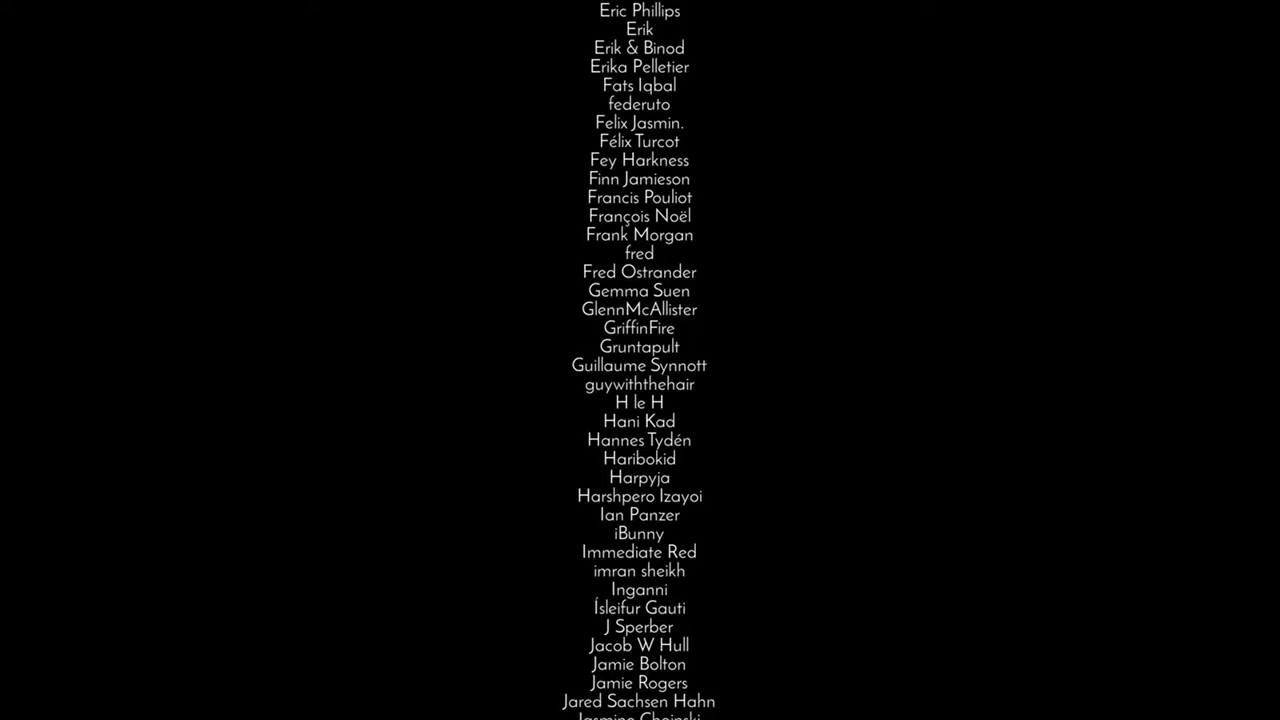 Eric Phillips
Erik
Erik & Binod
Erika Pelletier
Fats Iqbal
federuto
Felix Jasmin.
Félix Turcot
Fey Harkness
Finn Jamieson
Francis Pouliot
François Noël
Frank Morgan
fred
Fred Ostrander
Gemma Suen
GlennMcAllister
GriffinFire
Gruntapult
Guillaume Synnott
guywiththehair
H le H
Hani Kad
Hannes Tydén
Haribokid
Harpyja
Harshpero Izayoi
Ian Panzer
iBunny
Immediate Red
imran sheikh
Inganni
Ísleifur Gauti
J Sperber
Jacob W Hull
Jamie Bolton
Jamie Rogers
Jared Sachsen Hahn